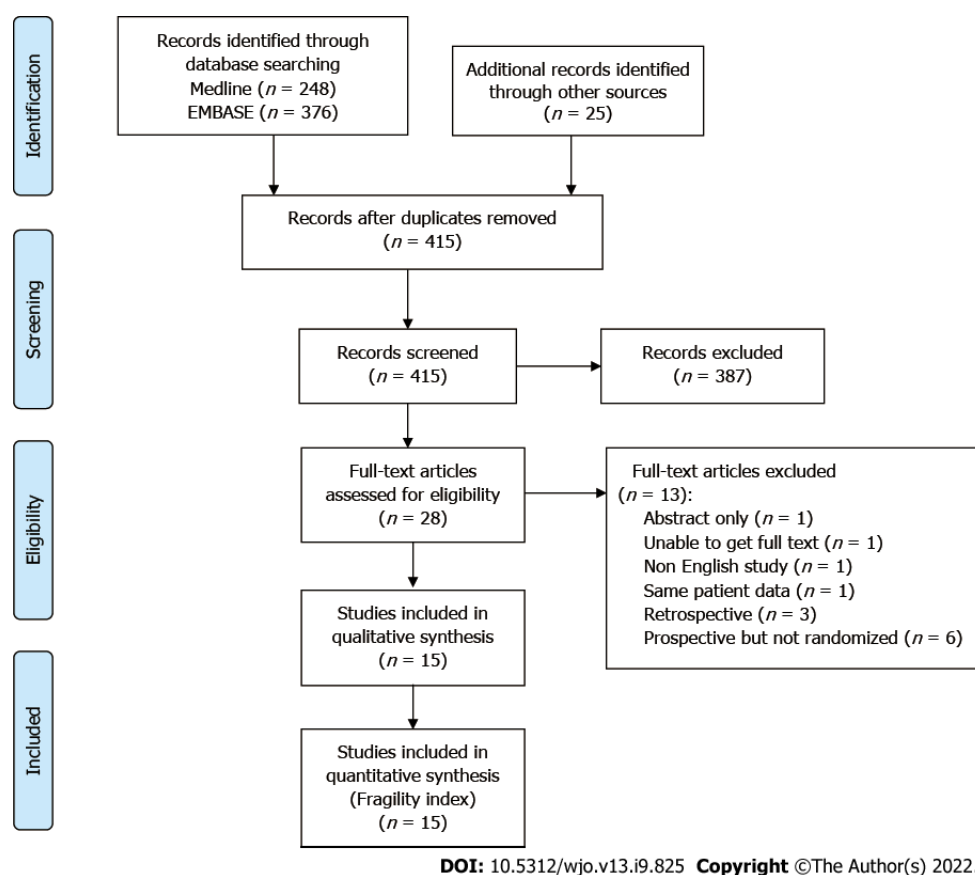 Identification
Records identified through
database searching
Medline (n = 248)
EMBASE (n = 376)
Additional records identified
through other sources
(n = 25)
Records after duplicates removed
(n = 415)
Screening
Records screened
(n = 415)
Records excluded
(n = 387)
Eligibility
Full-text articles
assessed for eligibility
(n = 28)
Full-text articles excluded
(n = 13):
Abstract only (n = 1)
Unable to get full text (n = 1)
Non English study (n = 1)
Same patient data (n = 1)
Retrospective (n = 3)
Prospective but not randomized (n = 6)
Studies included in
qualitative synthesis
(n = 15)
Included
Studies included in
quantitative synthesis
(Fragility index)
(n = 15)
DOI: 10.5312/wjo.v13.i9.825 Copyright ©The Author(s) 2022